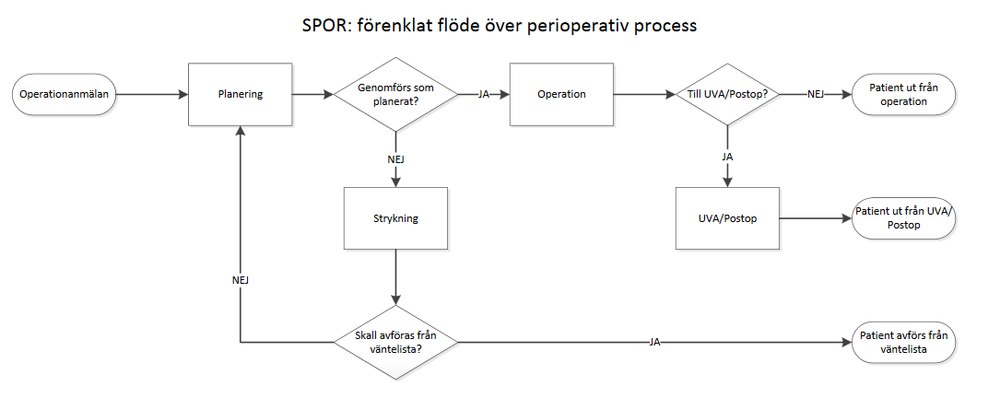 SPOR: förenklat flöde över perioperativ process
Operationanmälan
Planering
Genomförs som
planerat?
JA
Operation
Till UVA/Postop?
NEJ
Patient ut från
operation
NEJ
JA
Strykning
UVA/Postop
Patient ut från UVA/
Postop
NEJ
Skall avföras från
väntelista?
JA
Patient avförs från
väntelista